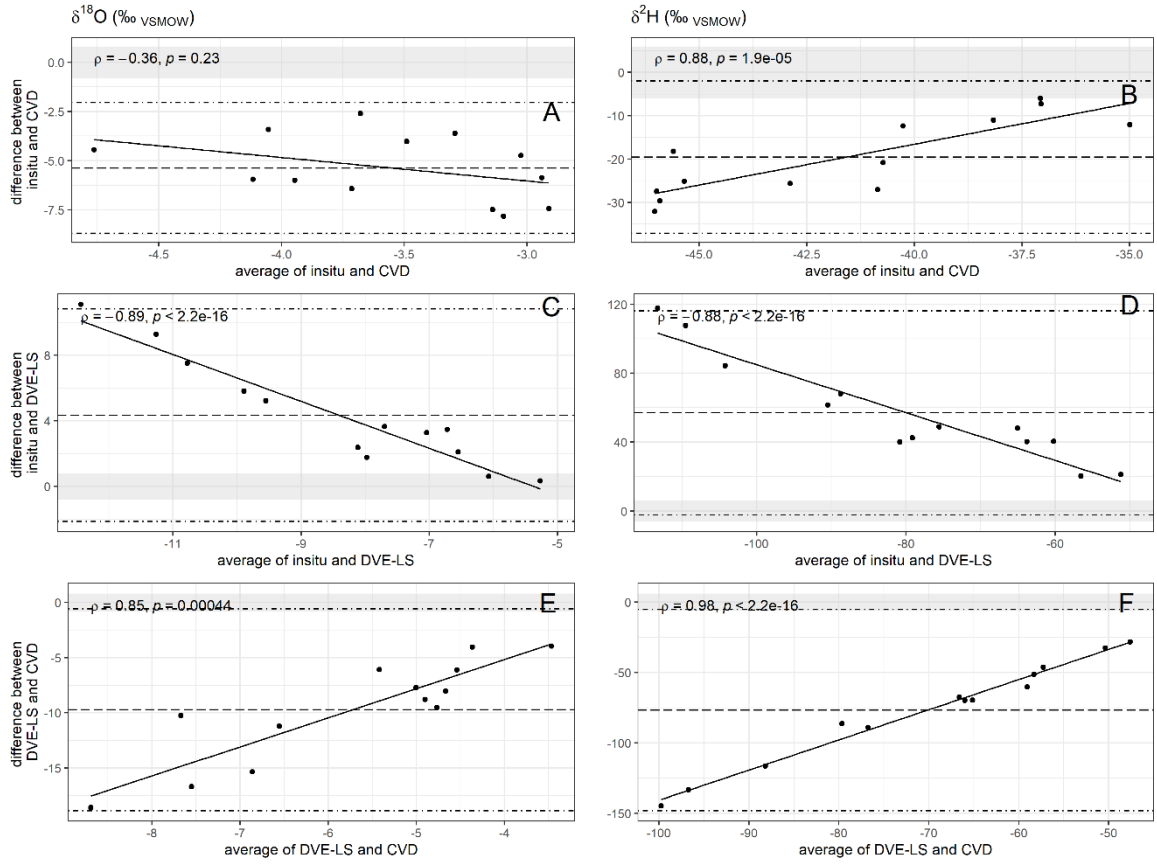 δ18O (‰ VSMOW)
δ2H (‰ VSMOW)
difference between
insitu and CVD
0.0
-2.5
-5.0
-7.5
ρ = −0.36, p = 0.23
A
-4.5
-4.0
-3.5
-3.0
average of insitu and CVD
0
-10
-20
-30
ρ = 0.88, p = 1.9e-05
B
-45.0
-42.5
-40.0
-37.5
-35.0
average of insitu and CVD
difference between
insitu and DVE-LS
8
4
0
ρ = −0.89, p < 2.2e-16
C
-11
-9
-7
-5
average of insitu and DVE-LS
120
80
40
0
ρ = −0.88, p < 2.2e-16
D
-100
-80
-60
average of insitu and DVE-LS
difference between
DVE-LS and CVD
0
-5
-10
-15
ρ = 0.85, p = 0.00044
E
-8
-7
-6
-5
-4
average of DVE-LS and CVD
0
-50
-100
-150
ρ = 0.98, p < 2.2e-16
F
-100
-90
-80
-70
-60
-50
average of DVE-LS and CVD